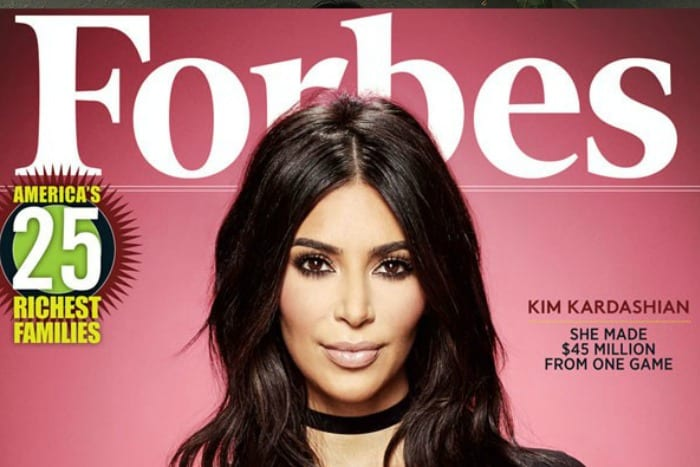 Forbes
AMERICA'S
25
RICHEST
FAMILIES
KIM KARDASHIAN
SHE MADE
$45 MILLION
FROM ONE GAME